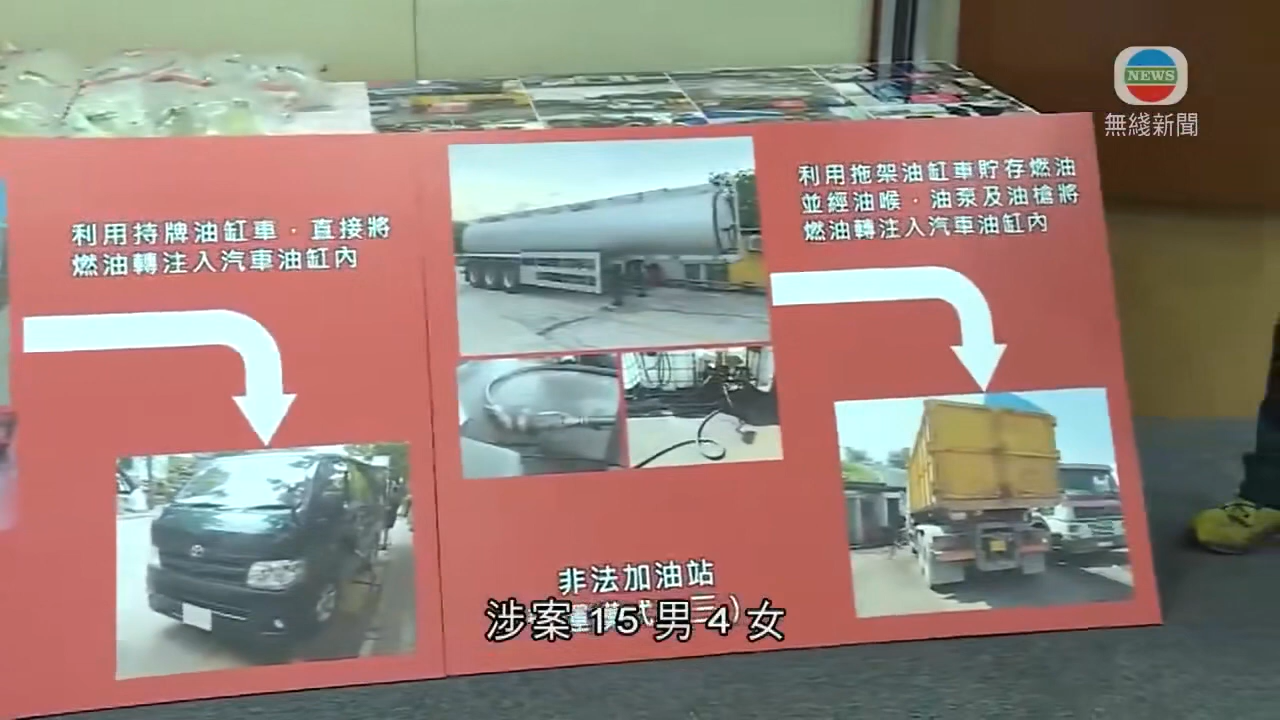 NEWS
無綫新聞
利用持牌油缸車．直接將
燃油轉注入汽車油缸內
利用拖架油缸車貯存燃油
並經油喉．油泵及油槍將
燃油轉注入汽車油缸內
非法加油站
模式（三）
涉案15男4女